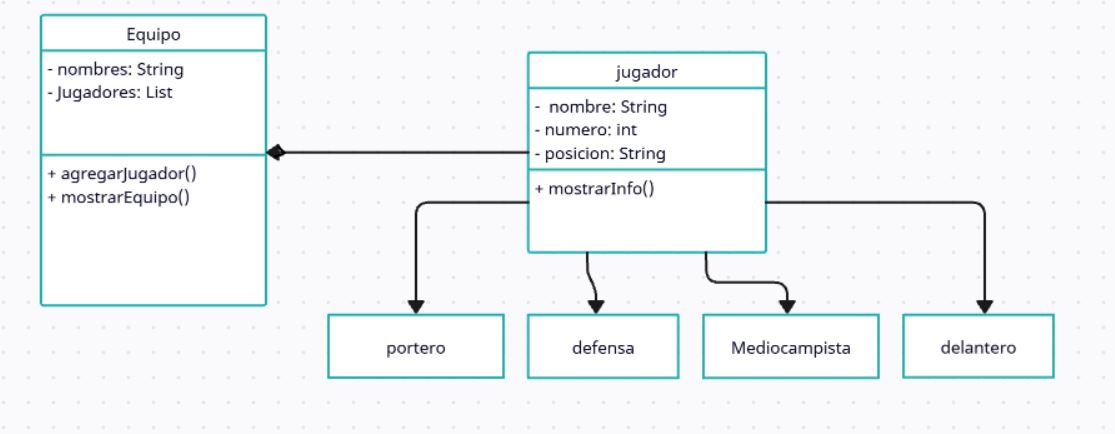 Equipo
- nombres: String
- Jugadores: List
+ agregarJugador()
+ mostrarEquipo()
jugador
-  nombre: String
- numero: int
- posicion: String
+ mostrarInfo()
portero
defensa
Mediocampista
delantero